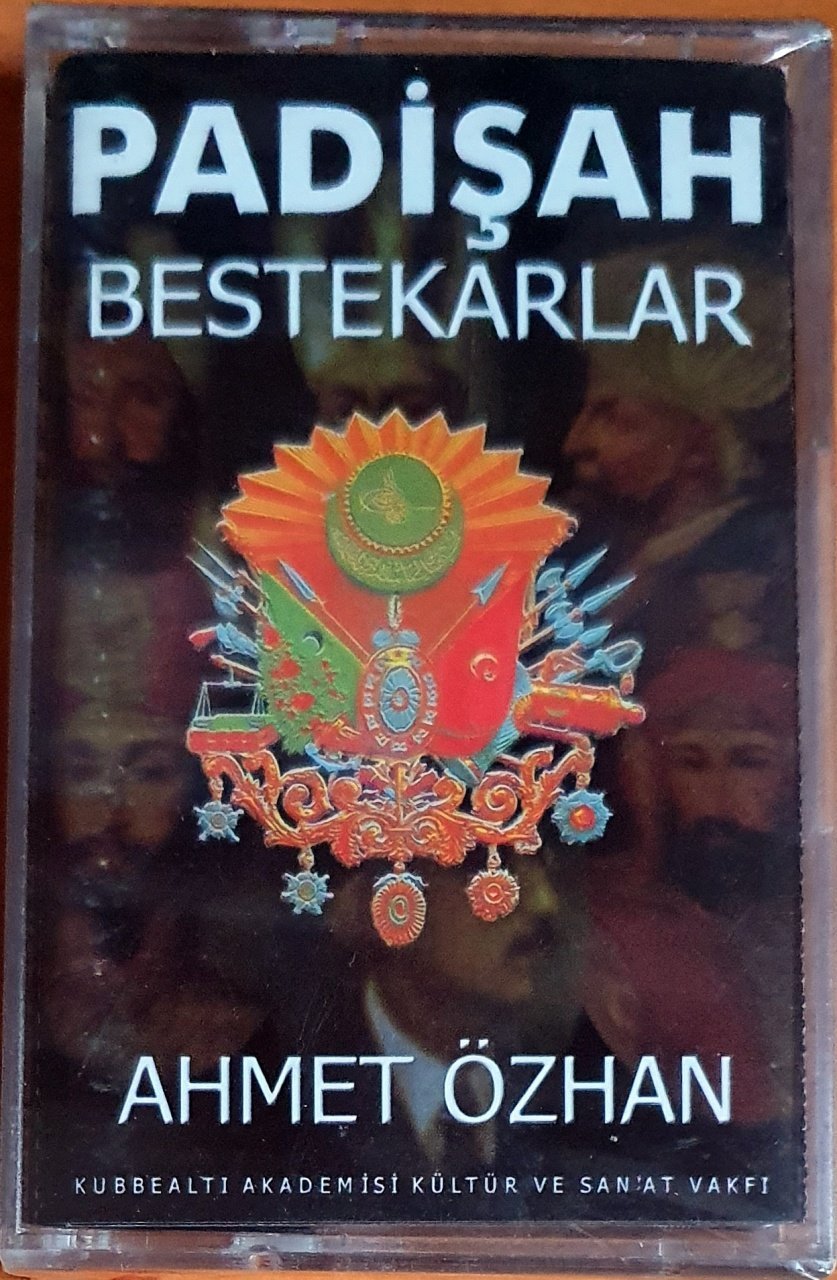 PADİŞAH
BESTEKARLAR
AHMET ÖZHAN
KUBBEALTI AKADEMİSİ KÜLTÜR VE SAN'AT VAKFI